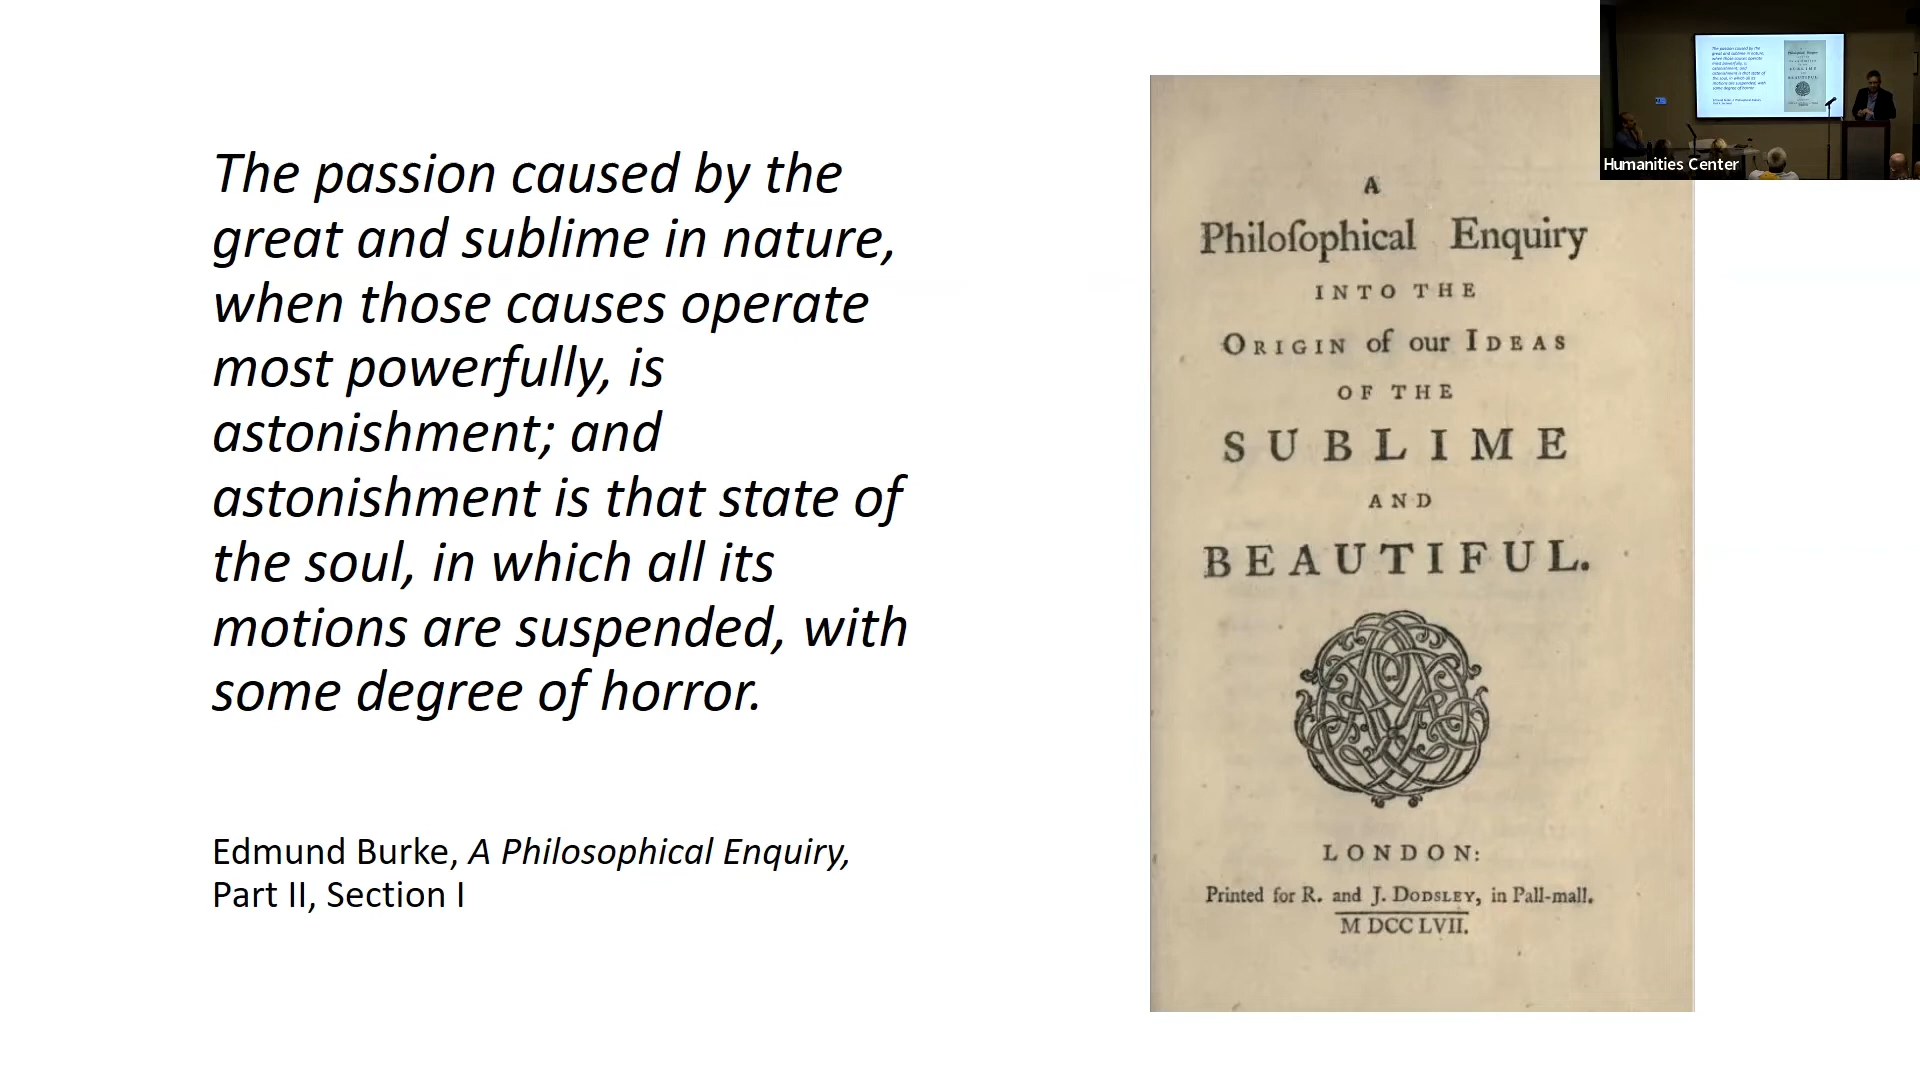 The passion caused by the
great and sublime in nature,
when those causes operate
most powerfully, is
astonishment; and
astonishment is that state of
the soul, in which all its
motions are suspended, with
some degree of horror.
Edmund Burke, A Philosophical Enquiry,
Part II, Section I
A
Philoſophical Enquiry
INTO THE
ORIGIN of our IDEAS
OF THE
SUBLIME
AND
BEAUTIFUL.
LONDON:
Printed for R. and J. DODSLEY, in Pall-mall.
M DCC LVII.
Humanities Center